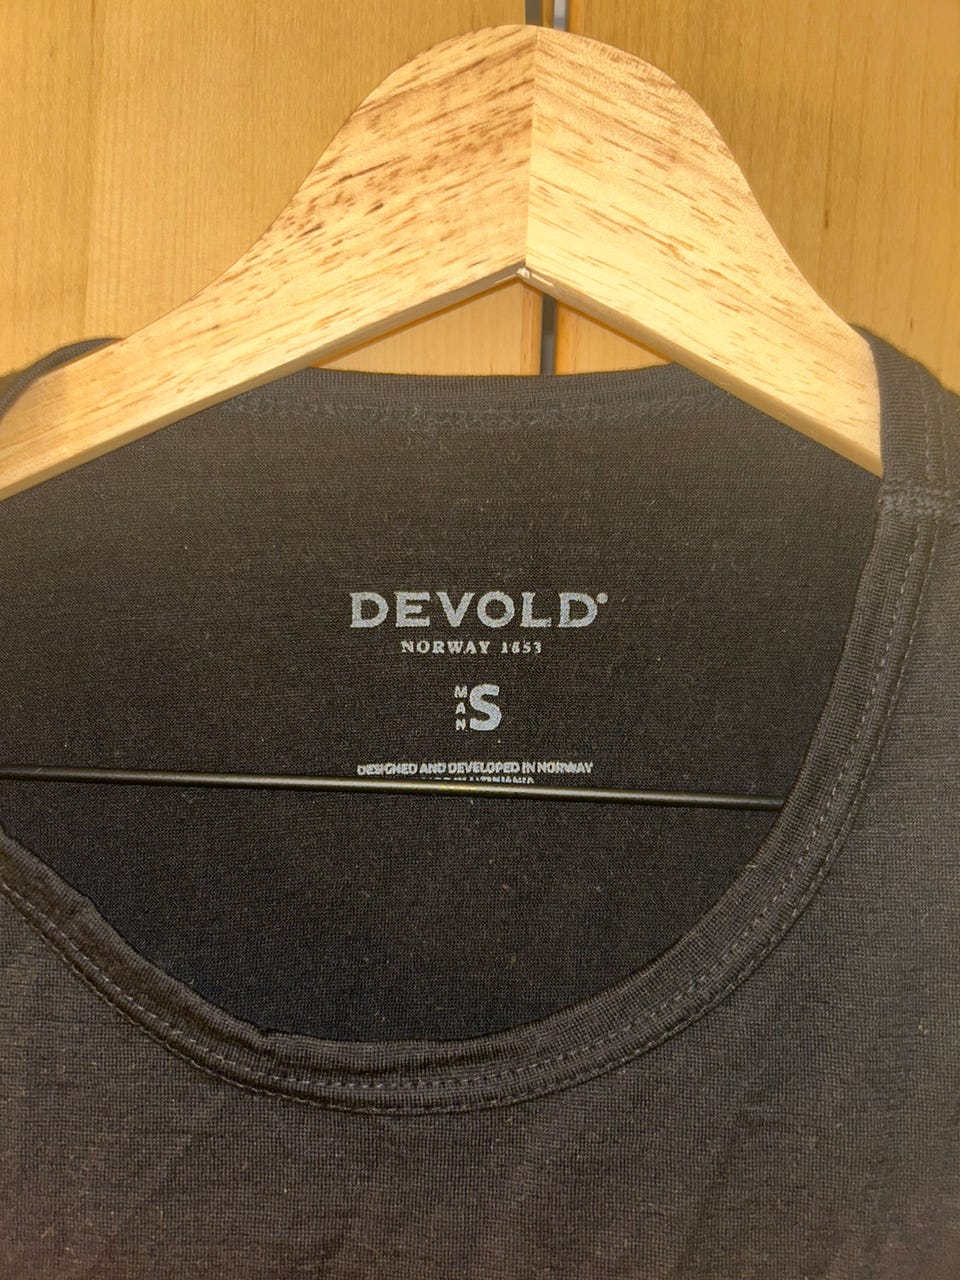 DEVOLD®
NORWAY 1853
MAN
S
DESIGNED AND DEVELOPED IN NORWAY